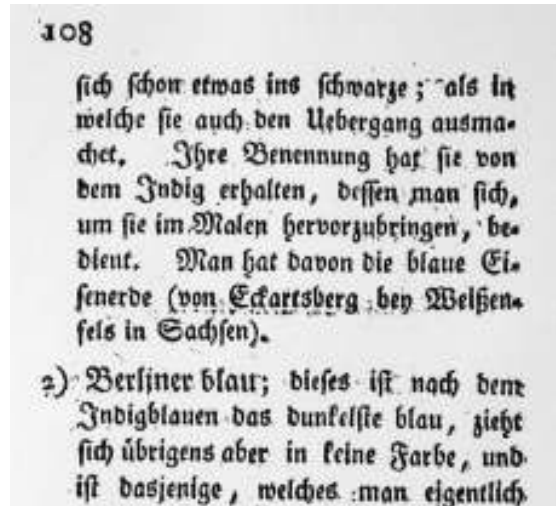 108
sich schon etwas ins schwarze; als in
welche sie auch den Uebergang ausma-
chet. Ihre Benennung hat sie von
dem Indig erhalten, dessen man sich,
um sie im Malen hervorzubringen, be-
dient. Man hat davon die blaue Ei-
senerde (von Eckartsberg bey Weißen-
fels in Sachsen).
2) Berliner blau; dieses ist nach dem
Indigblauen das dunkelste blau, zieht
sich übrigens aber in keine Farbe, und
ist dasjenige, welches man eigentlich